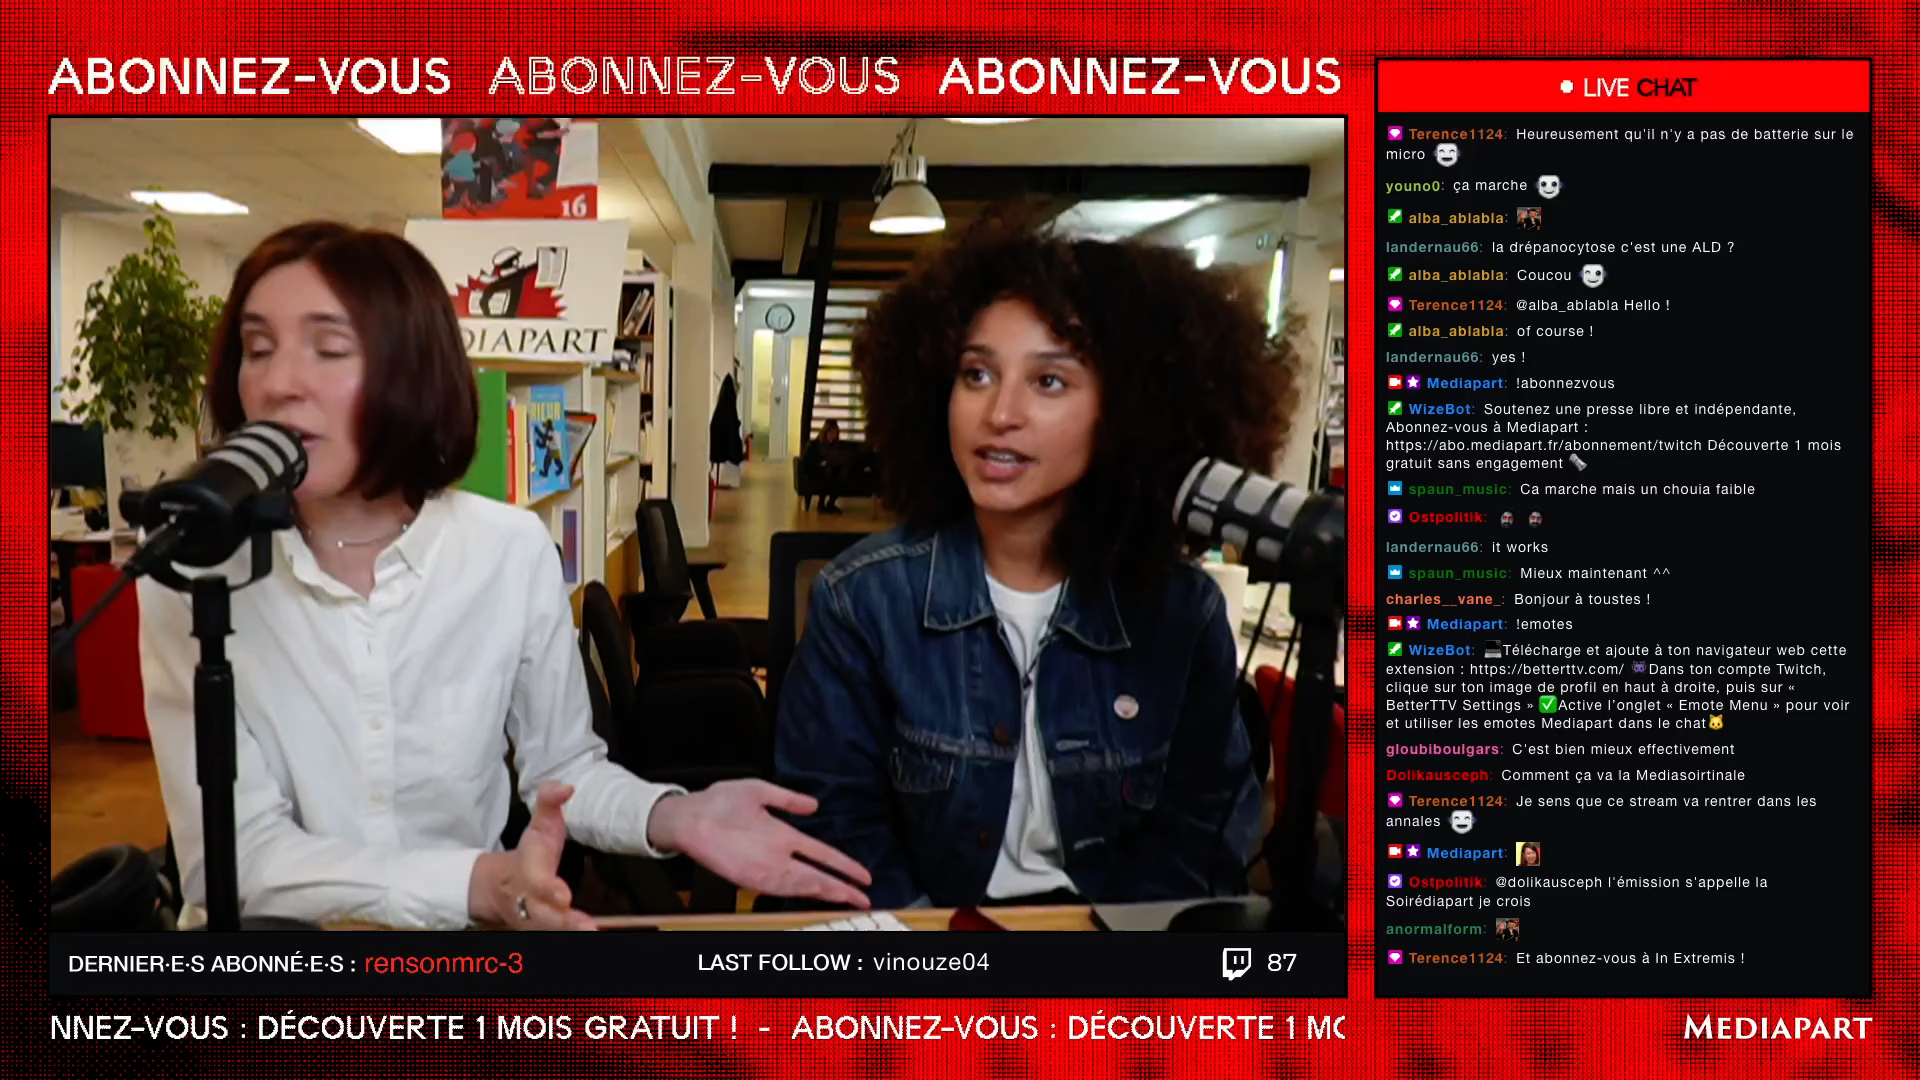 ABONNEZ-VOUS ABONNEZ-VOUS ABONNEZ-VOUS
16
DIAPART
RIEUR
DERNIER·E·S ABONNÉ·E·S : rensonmrc-3
LAST FOLLOW : vinouze04
87
NNEZ-VOUS : DÉCOUVERTE 1 MOIS GRATUIT ! - ABONNEZ-VOUS : DÉCOUVERTE 1 MO
LIVE CHAT
Terence1124: Heureusement qu'il n'y a pas de batterie sur le
micro
youno0: ça marche
alba_ablabla:
landernau66: la drépanocytose c'est une ALD ?
alba_ablabla: Coucou
Terence1124: @alba_ablabla Hello !
alba_ablabla: of course !
landernau66: yes !
Mediapart: !abonnezvous
WizeBot: Soutenez une presse libre et indépendante,
Abonnez-vous à Mediapart :
https://abo.mediapart.fr/abonnement/twitch Découverte 1 mois
gratuit sans engagement
spaun_music: Ca marche mais un chouia faible
Ostpolitik:
landernau66: it works
spaun_music: Mieux maintenant ^^
charles__vane_: Bonjour à toustes !
Mediapart: !emotes
WizeBot: Télécharge et ajoute à ton navigateur web cette
extension : https://betterttv.com/ Dans ton compte Twitch,
clique sur ton image de profil en haut à droite, puis sur «
BetterTTV Settings » Active l'onglet « Emote Menu » pour voir
et utiliser les emotes Mediapart dans le chat
gloubiboulgars: C'est bien mieux effectivement
Dolikausceph: Comment ça va la Mediasoirtinale
Terence1124: Je sens que ce stream va rentrer dans les
annales
Mediapart:
Ostpolitik: @dolikausceph l'émission s'appelle la
Soirédiapart je crois
anormalform:
Terence1124: Et abonnez-vous à In Extremis !
MEDIAPART